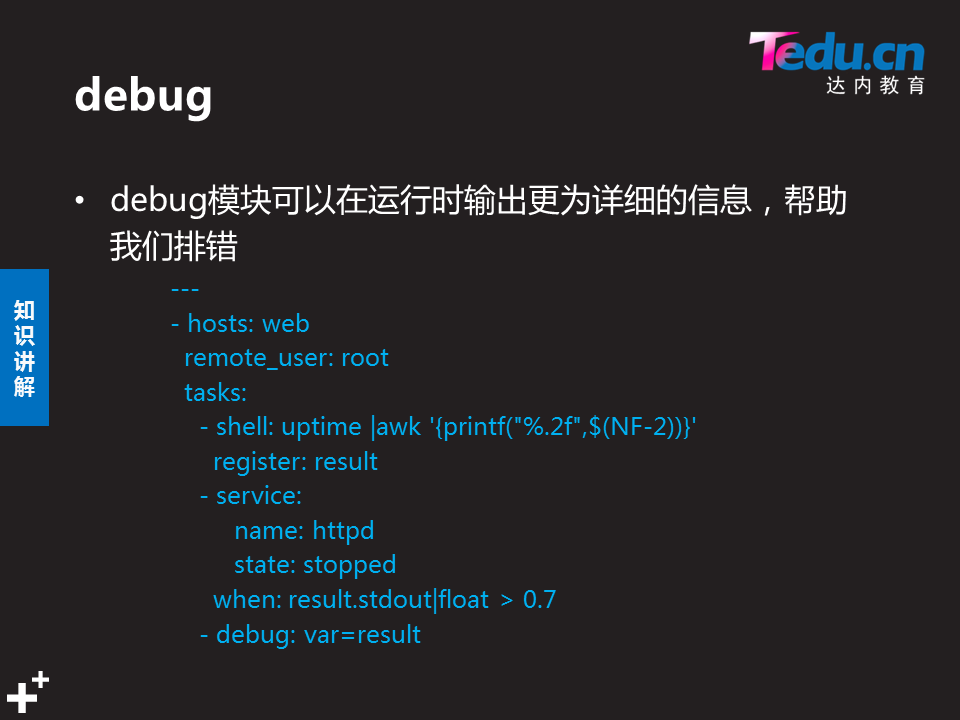 Tedu.cn
达内教育
debug
• debug模块可以在运行时输出更为详细的信息，帮助
我们排错
知
识
讲
解
---
- hosts: web
  remote_user: root
  tasks:
    - shell: uptime |awk '{printf("%.2f",$(NF-2))}'
      register: result
    - service:
        name: httpd
        state: stopped
      when: result.stdout|float > 0.7
    - debug: var=result